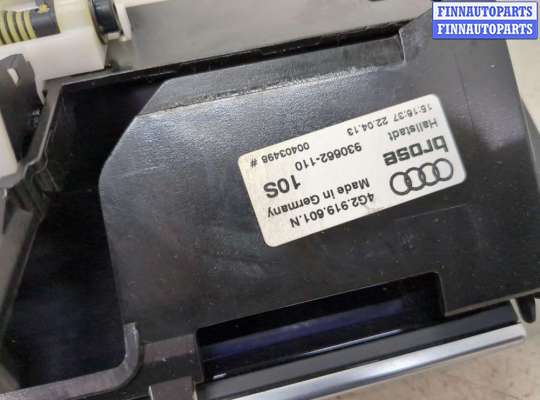 FINNAUTOPARTS
FINNAUTOPARTS
4G2.919.601.N
Made in Germany
10S
brose
930662-110
00403498 #
Hallstadt
15:16:37 22.04.13